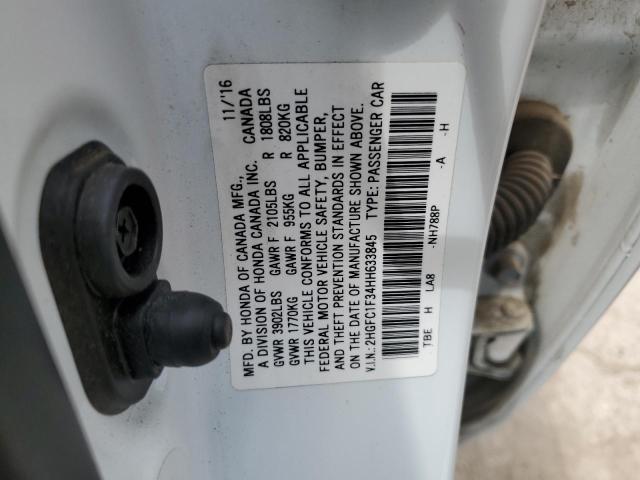 MFD. BY HONDA OF CANADA MFG., 11/'16
A DIVISION OF HONDA CANADA INC. CANADA
GVWR 3902LBS GAWR F 2105LBS R 1808LBS
GVWR 1770KG GAWR F 955KG R 820KG
THIS VEHICLE CONFORMS TO ALL APPLICABLE
FEDERAL MOTOR VEHICLE SAFETY, BUMPER,
AND THEFT PREVENTION STANDARDS IN EFFECT
ON THE DATE OF MANUFACTURE SHOWN ABOVE.
V.I.N.: 2HGFC1F34HH633845 TYPE: PASSENGER CAR
TBE H LA8 -NH788P -A -H